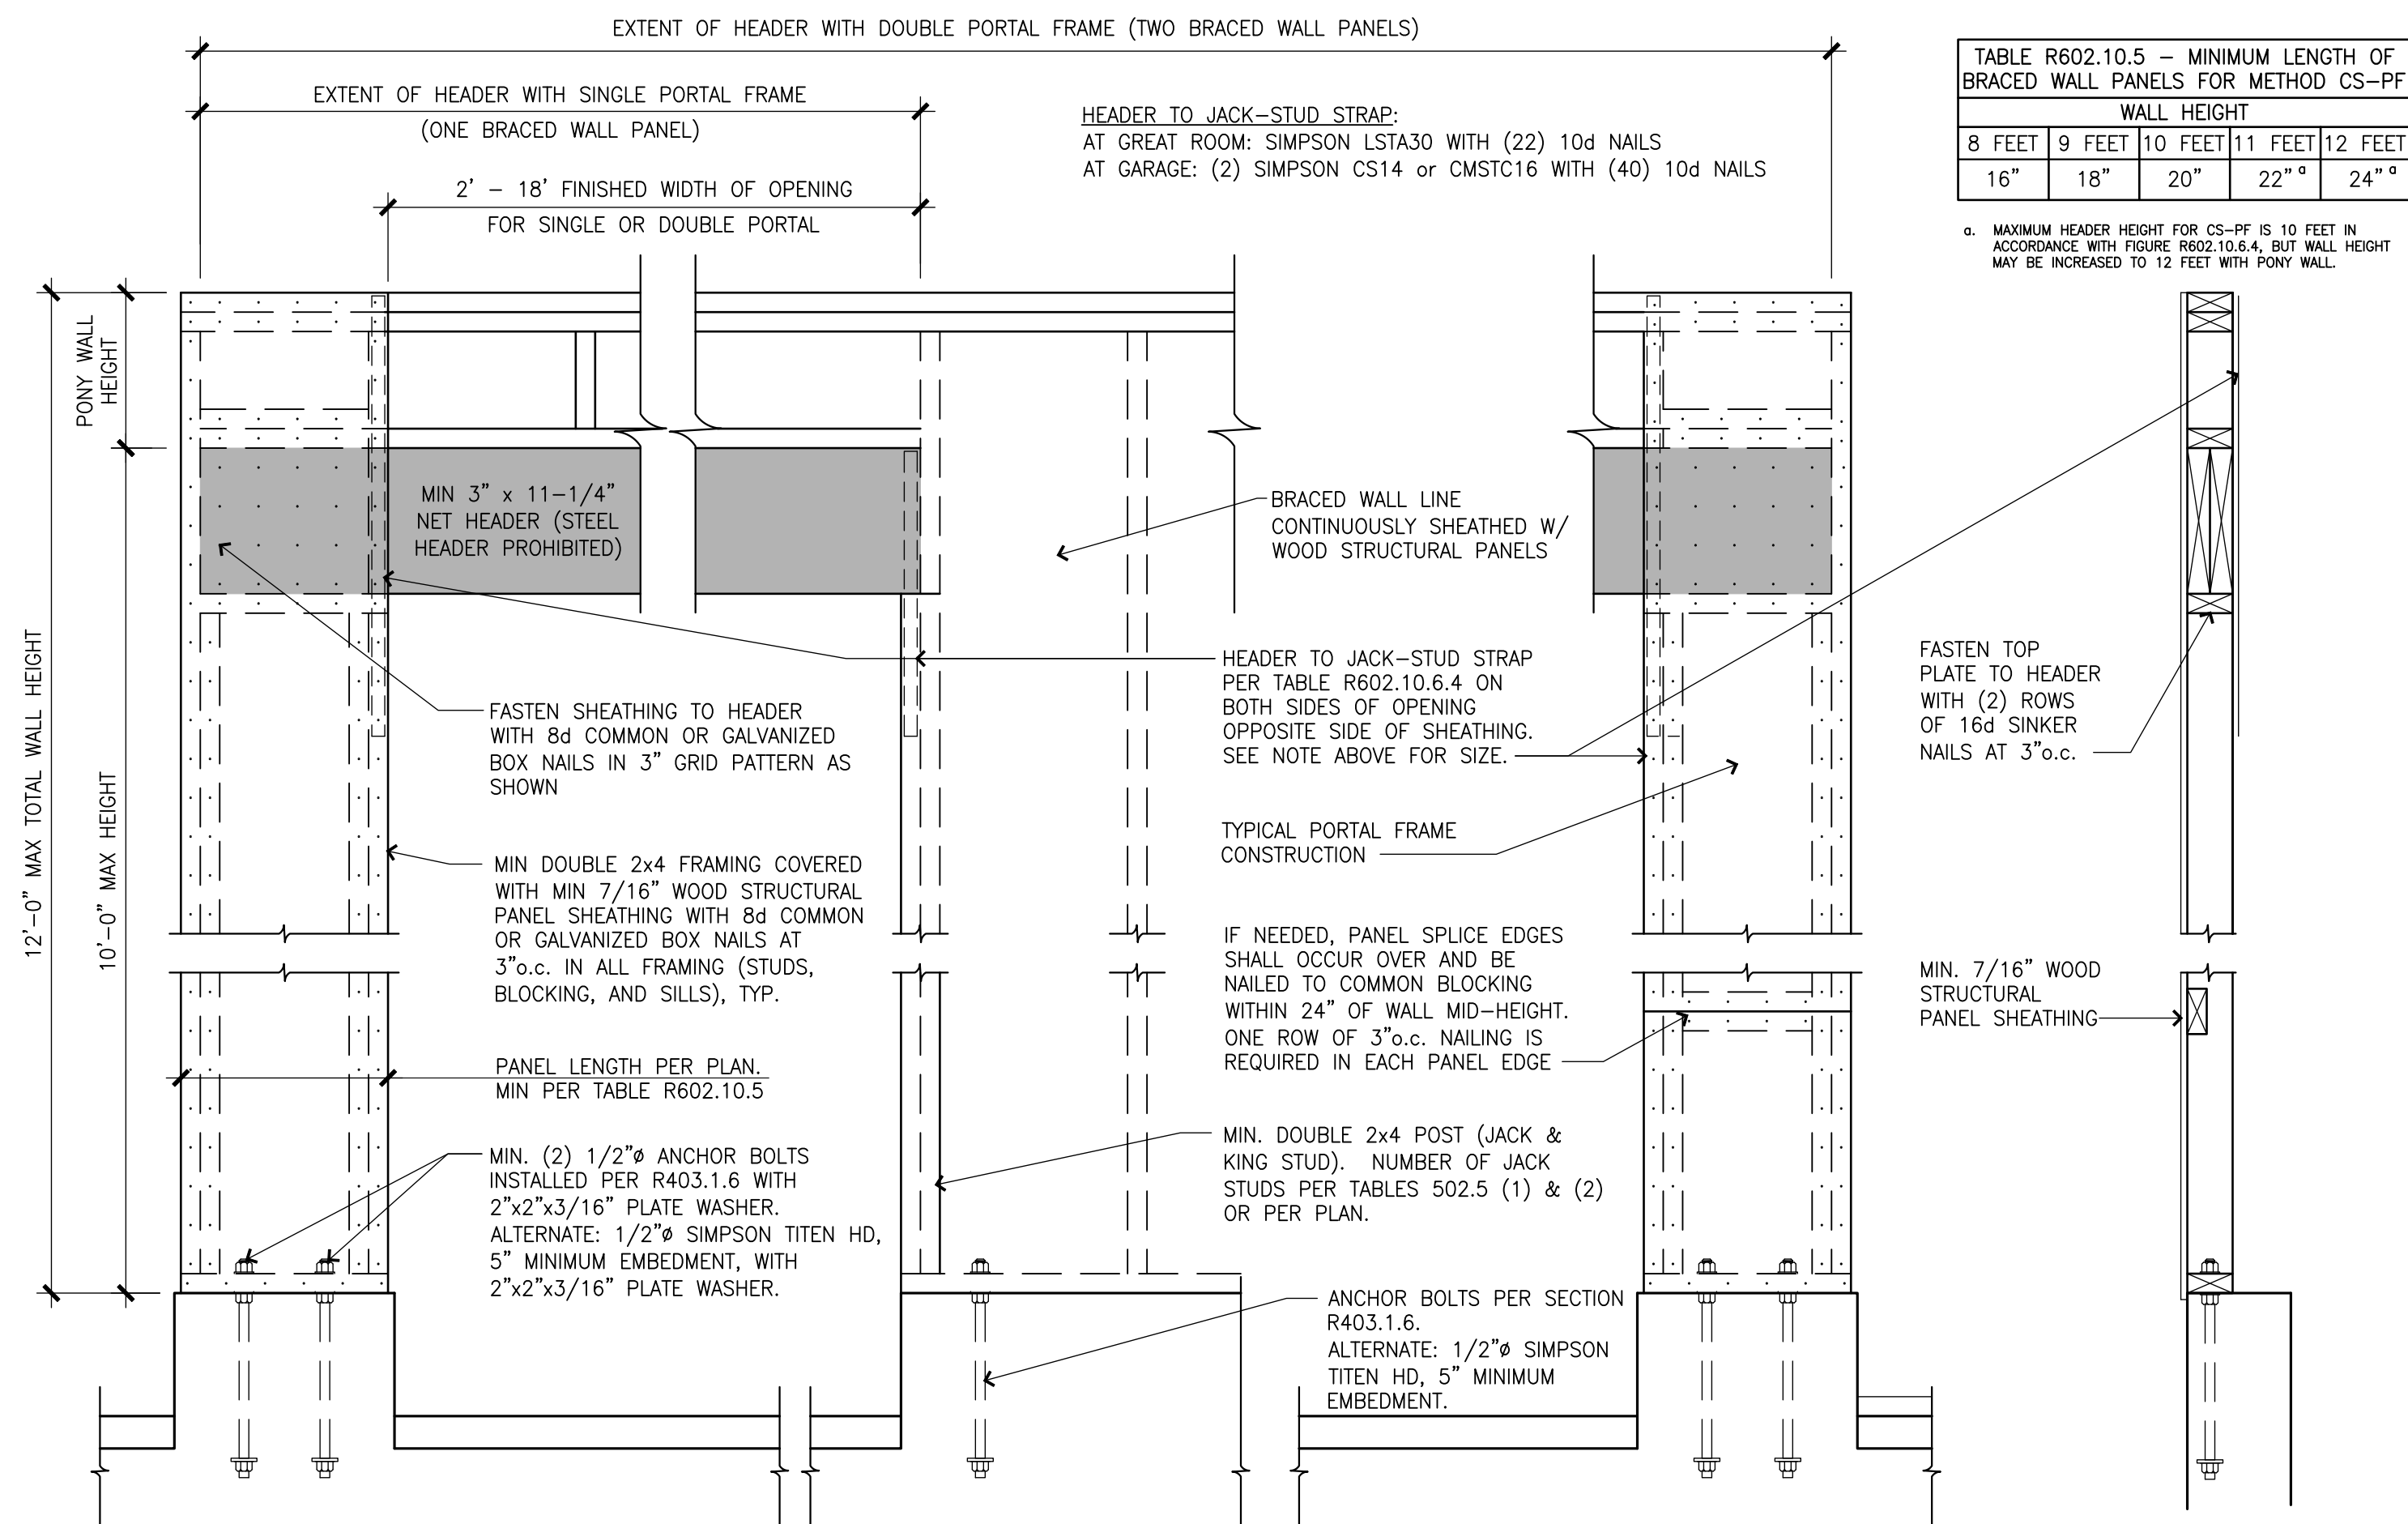 EXTENT OF HEADER WITH DOUBLE PORTAL FRAME (TWO BRACED WALL PANELS)
EXTENT OF HEADER WITH SINGLE PORTAL FRAME
(ONE BRACED WALL PANEL)
2' - 18' FINISHED WIDTH OF OPENING
FOR SINGLE OR DOUBLE PORTAL
HEADER TO JACK-STUD STRAP:
AT GREAT ROOM: SIMPSON LSTA30 WITH (22) 10d NAILS
AT GARAGE: (2) SIMPSON CS14 or CMSTC16 WITH (40) 10d NAILS
TABLE R602.10.5 - MINIMUM LENGTH OF
BRACED WALL PANELS FOR METHOD CS-PF
WALL HEIGHT
8 FEET 9 FEET 10 FEET 11 FEET 12 FEET
16" 18" 20" 22" a 24" a
a. MAXIMUM HEADER HEIGHT FOR CS-PF IS 10 FEET IN
ACCORDANCE WITH FIGURE R602.10.6.4, BUT WALL HEIGHT
MAY BE INCREASED TO 12 FEET WITH PONY WALL.
PONY WALL
HEIGHT
12'-0" MAX TOTAL WALL HEIGHT
10'-0" MAX HEIGHT
MIN 3" x 11-1/4"
NET HEADER (STEEL
HEADER PROHIBITED)
BRACED WALL LINE
CONTINUOUSLY SHEATHED W/
WOOD STRUCTURAL PANELS
FASTEN SHEATHING TO HEADER
WITH 8d COMMON OR GALVANIZED
BOX NAILS IN 3" GRID PATTERN AS
SHOWN
HEADER TO JACK-STUD STRAP
PER TABLE R602.10.6.4 ON
BOTH SIDES OF OPENING
OPPOSITE SIDE OF SHEATHING.
SEE NOTE ABOVE FOR SIZE.
FASTEN TOP
PLATE TO HEADER
WITH (2) ROWS
OF 16d SINKER
NAILS AT 3"o.c.
MIN DOUBLE 2x4 FRAMING COVERED
WITH MIN 7/16" WOOD STRUCTURAL
PANEL SHEATHING WITH 8d COMMON
OR GALVANIZED BOX NAILS AT
3"o.c. IN ALL FRAMING (STUDS,
BLOCKING, AND SILLS), TYP.
TYPICAL PORTAL FRAME
CONSTRUCTION
IF NEEDED, PANEL SPLICE EDGES
SHALL OCCUR OVER AND BE
NAILED TO COMMON BLOCKING
WITHIN 24" OF WALL MID-HEIGHT.
ONE ROW OF 3"o.c. NAILING IS
REQUIRED IN EACH PANEL EDGE
MIN. 7/16" WOOD
STRUCTURAL
PANEL SHEATHING
PANEL LENGTH PER PLAN.
MIN PER TABLE R602.10.5
MIN. (2) 1/2"ø ANCHOR BOLTS
INSTALLED PER R403.1.6 WITH
2"x2"x3/16" PLATE WASHER.
ALTERNATE: 1/2"ø SIMPSON TITEN HD,
5" MINIMUM EMBEDMENT, WITH
2"x2"x3/16" PLATE WASHER.
MIN. DOUBLE 2x4 POST (JACK &
KING STUD). NUMBER OF JACK
STUDS PER TABLES 502.5 (1) & (2)
OR PER PLAN.
ANCHOR BOLTS PER SECTION
R403.1.6.
ALTERNATE: 1/2"ø SIMPSON
TITEN HD, 5" MINIMUM
EMBEDMENT.